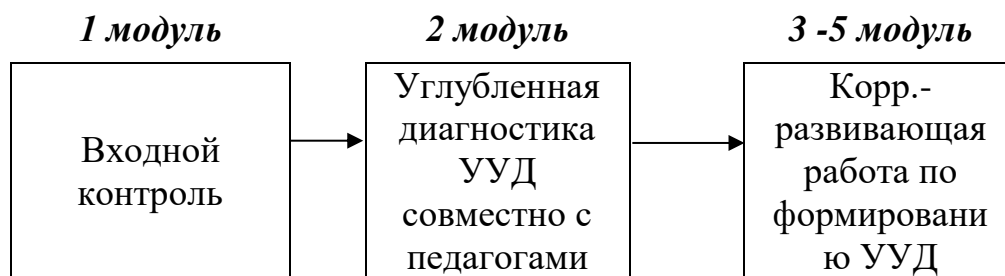 1 модуль
2 модуль
3 -5 модуль
Входной
контроль
Углубленная
диагностика
УУД
совместно с
педагогами
Корр.-
развивающая
работа по
формировани
ю УУД